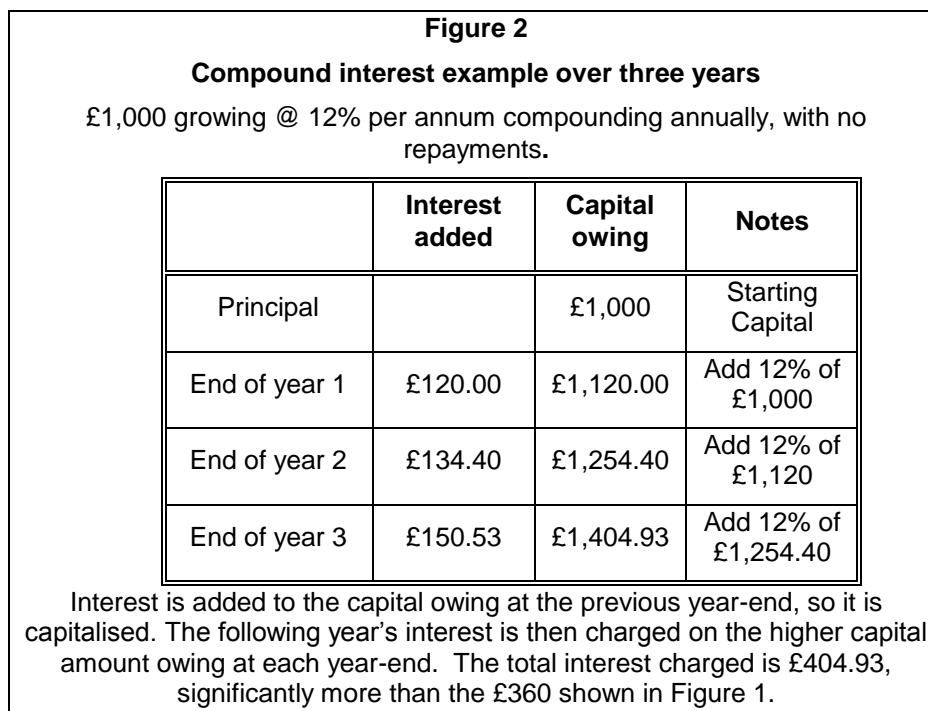 Figure 2
Compound interest example over three years
£1,000 growing @ 12% per annum compounding annually, with no
repayments.
Interest added Capital owing Notes
Principal £1,000 Starting Capital
End of year 1 £120.00 £1,120.00 Add 12% of £1,000
End of year 2 £134.40 £1,254.40 Add 12% of £1,120
End of year 3 £150.53 £1,404.93 Add 12% of £1,254.40
Interest is added to the capital owing at the previous year-end, so it is
capitalised. The following year's interest is then charged on the higher capital
amount owing at each year-end. The total interest charged is £404.93,
significantly more than the £360 shown in Figure 1.